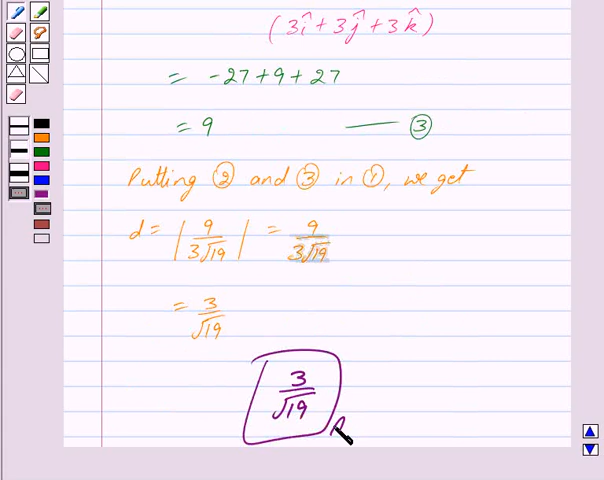 (3î + 3ĵ + 3k̂)
= -27 + 9 + 27
= 9 —— ③
Putting ② and ③ in ①, we get
d = | 9/3√19 | = 9/3√19
= 3/√19
3/√19